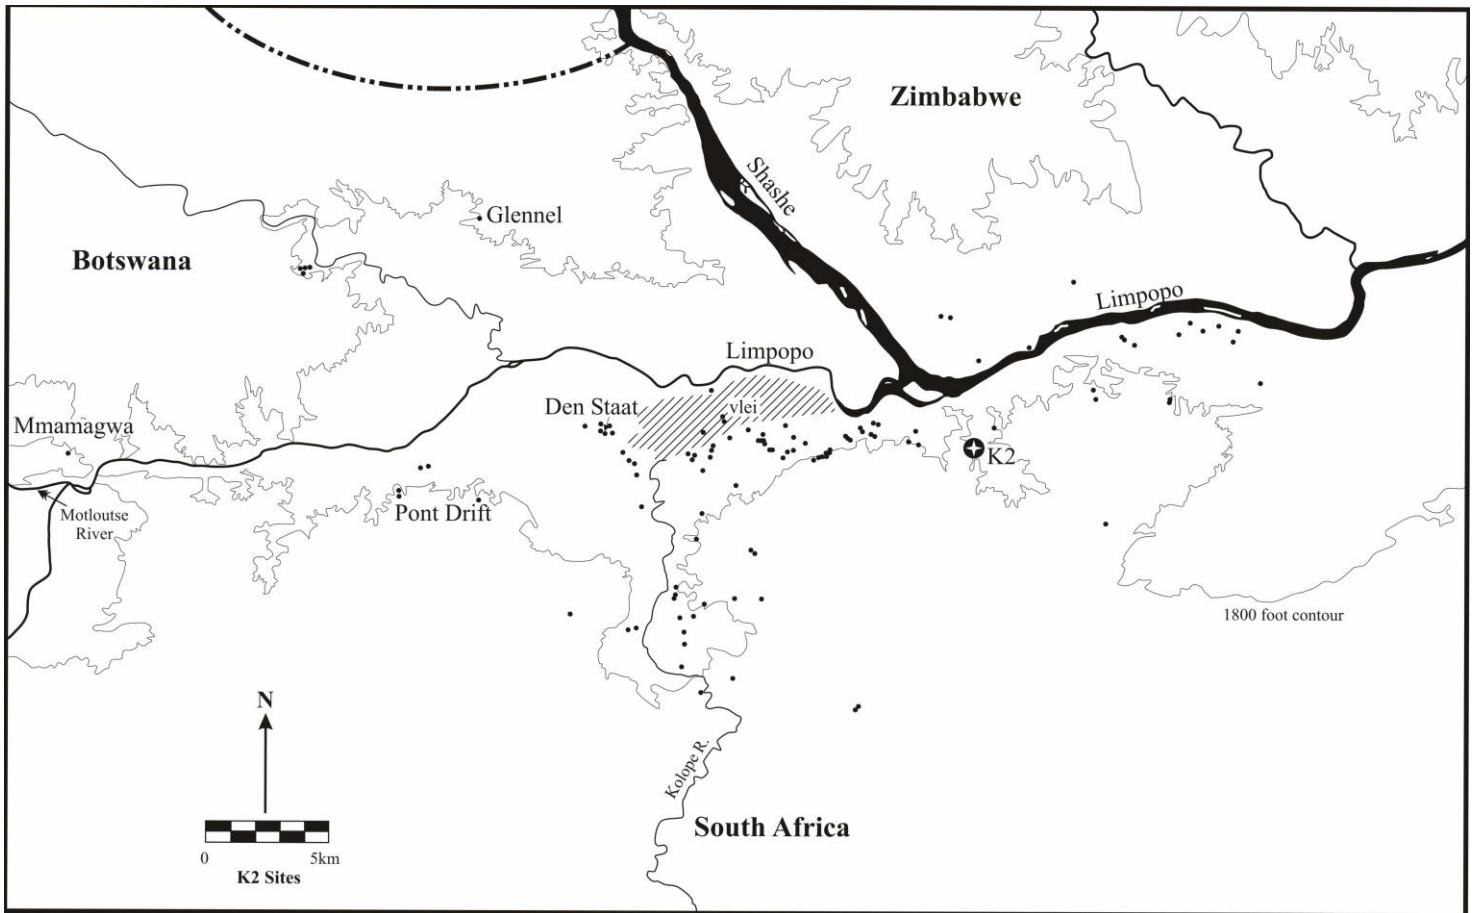 Zimbabwe
Shashe
Glennel
Botswana
Limpopo
Limpopo
Den Staat
vlei
Mmamagwa
K2
Pont Drift
Motloutse
River
1800 foot contour
N
Kolope R.
South Africa
0 5km
K2 Sites